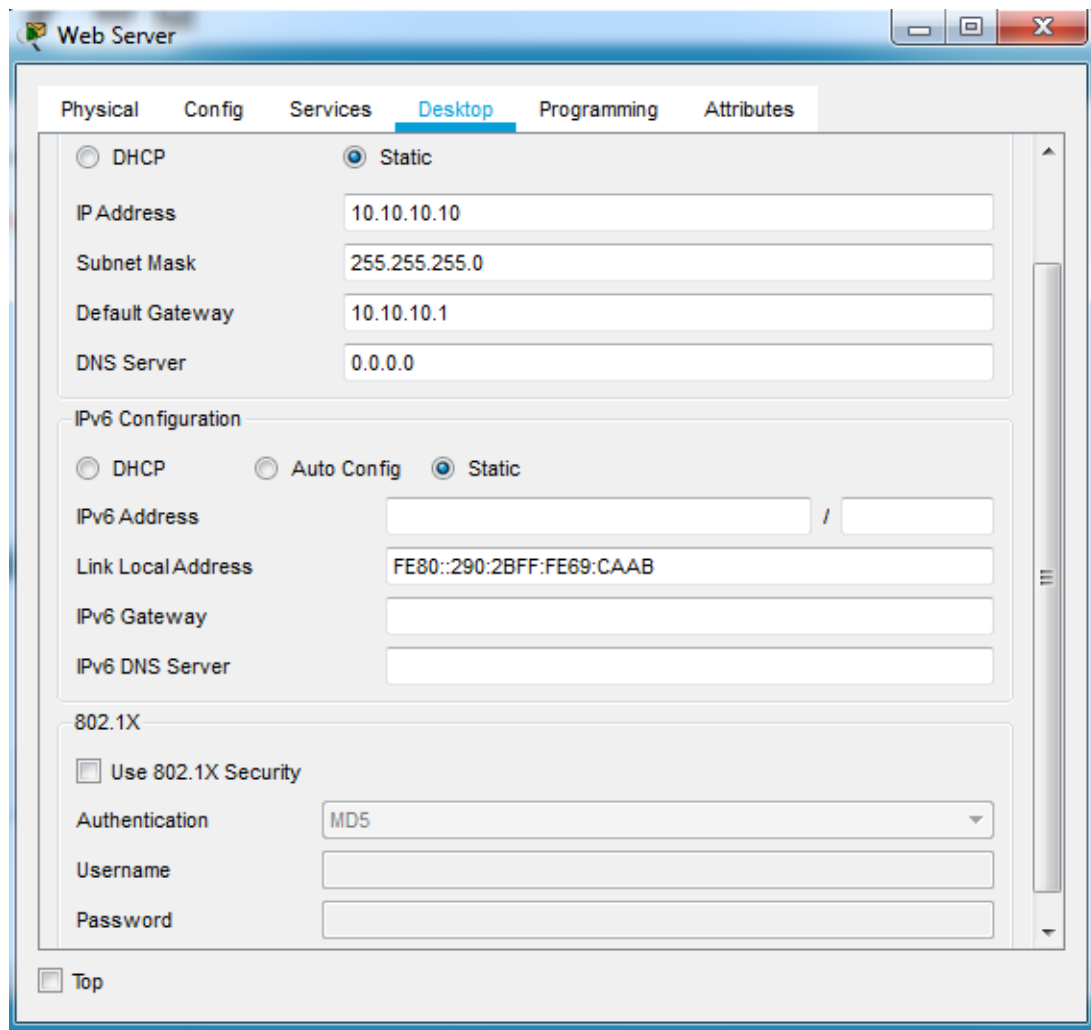 Web Server
Physical Config Services Desktop Programming Attributes
DHCP Static
IP Address 10.10.10.10
Subnet Mask 255.255.255.0
Default Gateway 10.10.10.1
DNS Server 0.0.0.0
IPv6 Configuration
DHCP Auto Config Static
IPv6 Address /
Link Local Address FE80::290:2BFF:FE69:CAAB
IPv6 Gateway
IPv6 DNS Server
802.1X
Use 802.1X Security
Authentication MD5
Username
Password
Top